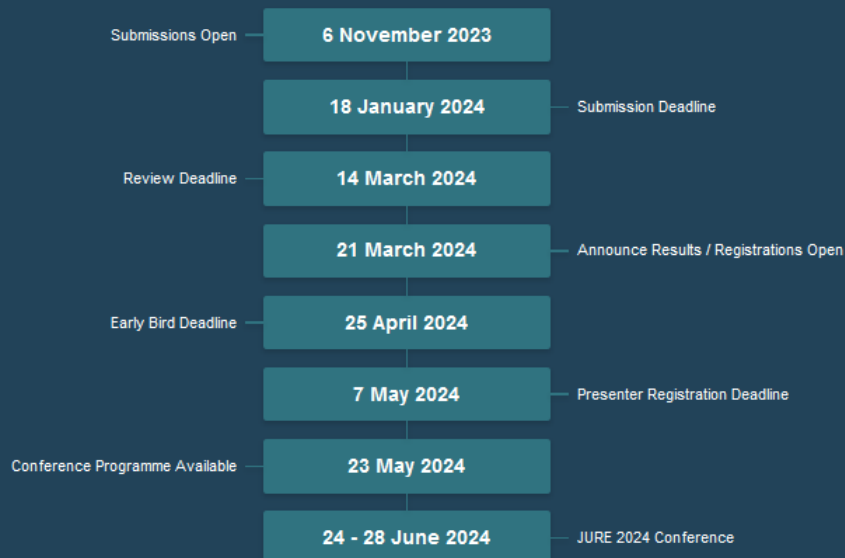 Submissions Open
6 November 2023
18 January 2024
Submission Deadline
Review Deadline
14 March 2024
21 March 2024
Announce Results / Registrations Open
Early Bird Deadline
25 April 2024
7 May 2024
Presenter Registration Deadline
Conference Programme Available
23 May 2024
24 - 28 June 2024
JURE 2024 Conference